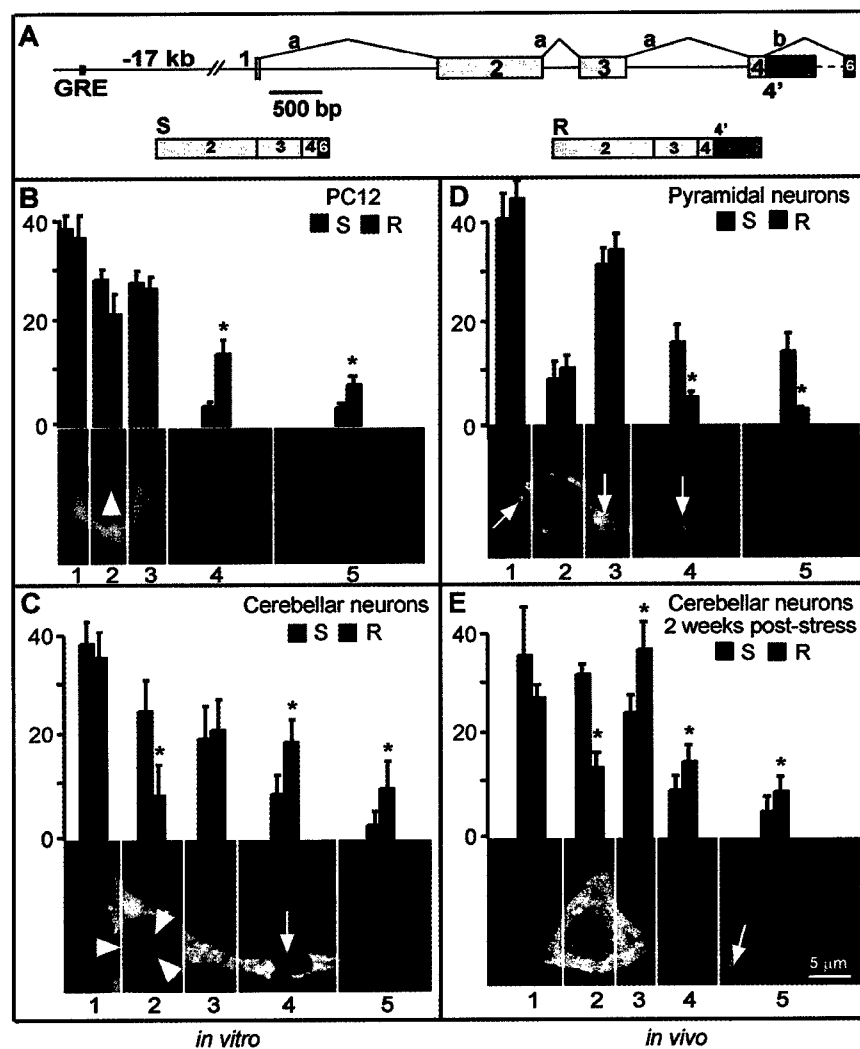 A
a
a
a
b
-17 kb
1
2
3
4
6
GRE
500 bp
4'
S
2
3
4
6
R
4'
2
3
4
B
PC12
S R
40
20
0
*
*
1 2 3 4 5
D
Pyramidal neurons
S R
40
20
0
*
*
1 2 3 4 5
C
Cerebellar neurons
S R
40
20
0
*
*
*
1 2 3 4 5
in vitro
E
Cerebellar neurons
2 weeks post-stress
S R
40
20
0
*
*
*
*
5 μm
1 2 3 4 5
in vivo